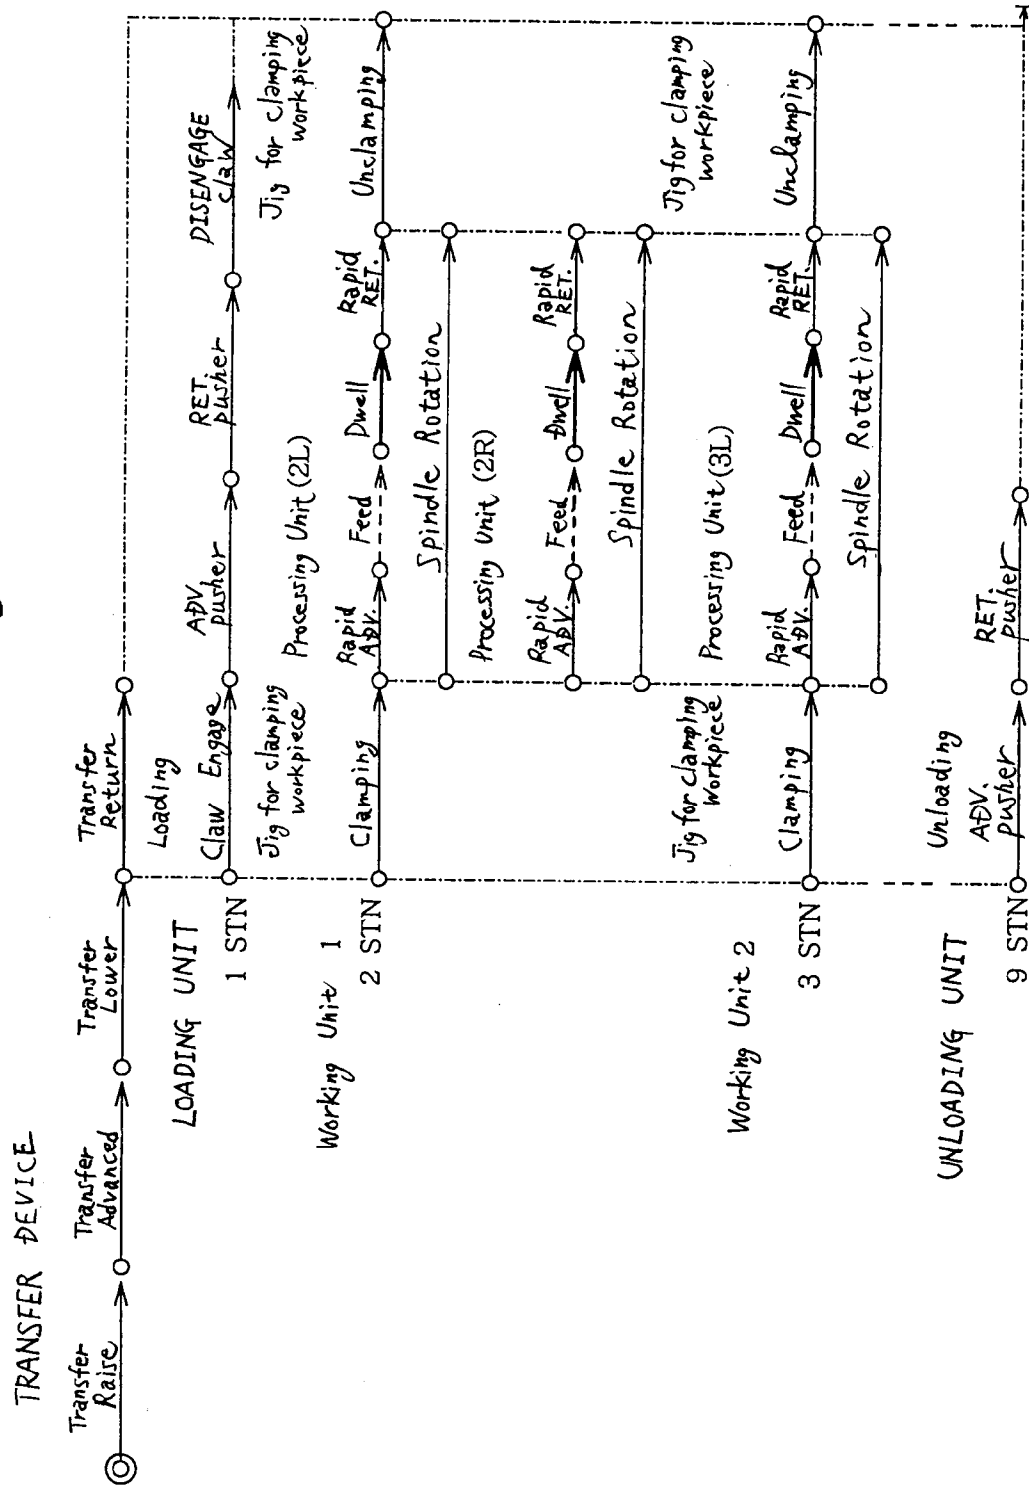 TRANSFER DEVICE
Transfer
Raise
Transfer
Advanced
Transfer
Lower
Transfer
Return
LOADING UNIT
1 STN
Loading
Claw Engage
ADV.
pusher
RET.
pusher
DISENGAGE
claw
Working Unit 1
2 STN
Jig for clamping
workpiece
Clamping
Processing Unit (2L)
Rapid
ADV.
Feed
Dwell
Rapid
RET.
Jig for clamping
workpiece
Unclamping
Spindle Rotation
Processing Unit (2R)
Rapid
ADV.
Feed
Dwell
Rapid
RET.
Spindle Rotation
Working Unit 2
3 STN
Jig for clamping
Workpiece
Clamping
Processing Unit (3L)
Rapid
ADV.
Feed
Dwell
Rapid
RET.
Jig for clamping
workpiece
Unclamping
Spindle Rotation
UNLOADING UNIT
9 STN
Unloading
ADV.
pusher
RET.
pusher